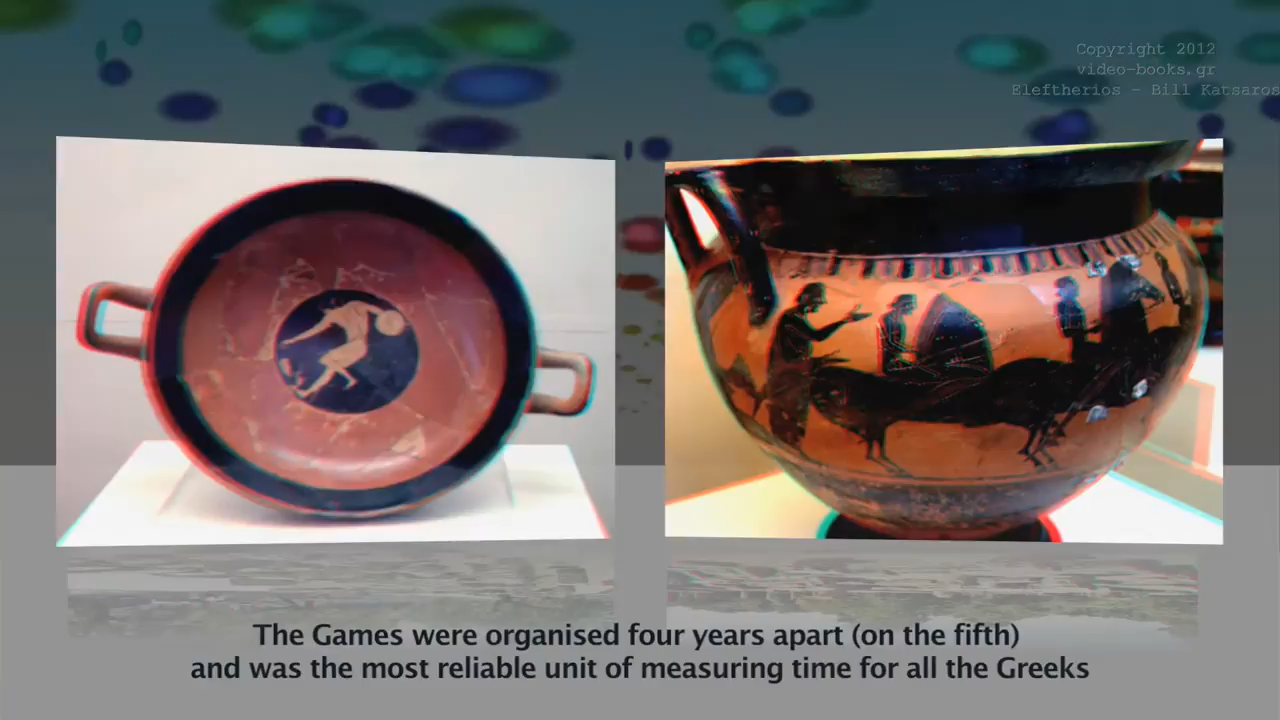 Copyright 2012
video-books.gr
Eleftherios - Bill Katsaros
The Games were organised four years apart (on the fifth)
and was the most reliable unit of measuring time for all the Greeks